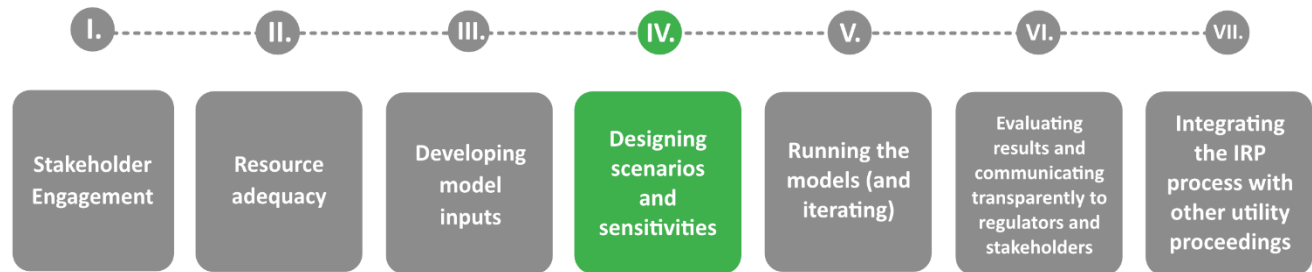 I.
II.
III.
IV.
V.
VI.
VII.
Stakeholder
Engagement
Resource
adequacy
Developing
model
inputs
Designing
scenarios
and
sensitivities
Running the
models (and
iterating)
Evaluating
results and
communicating
transparently to
regulators and
stakeholders
Integrating
the IRP
process with
other utility
proceedings